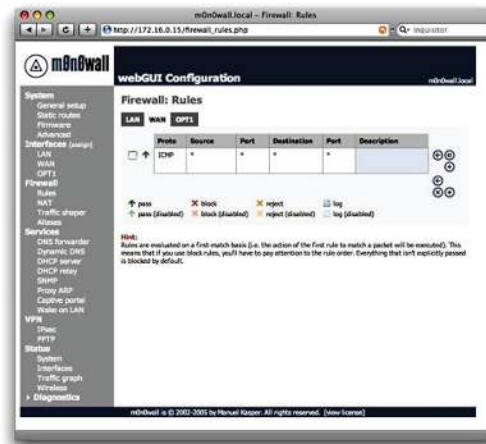 m0n0wall.local – Firewall: Rules
http://172.16.0.15/firewall_rules.php
Q- Inquisitor
m0n0wall
webGUI Configuration
m0n0wall.local
System
General setup
Static routes
Firmware
Advanced
Interfaces (assign)
LAN
WAN
OPT1
Firewall
Rules
NAT
Traffic shaper
Aliases
Services
DNS forwarder
Dynamic DNS
DHCP server
DHCP relay
SNMP
Proxy ARP
Captive portal
Wake on LAN
VPN
IPsec
PPTP
Status
System
Interfaces
Traffic graph
Wireless
Diagnostics
Firewall: Rules
LAN WAN OPT1
Proto Source Port Destination Port Description
ICMP * * * *
pass block reject log
pass (disabled) block (disabled) reject (disabled) log (disabled)
Hint:
Rules are evaluated on a first-match basis (i.e. the action of the first rule to match a packet will be executed). This
means that if you use block rules, you'll have to pay attention to the rule order. Everything that isn't explicitly passed
is blocked by default.
m0n0wall is © 2002-2005 by Manuel Kasper. All rights reserved. [view license]